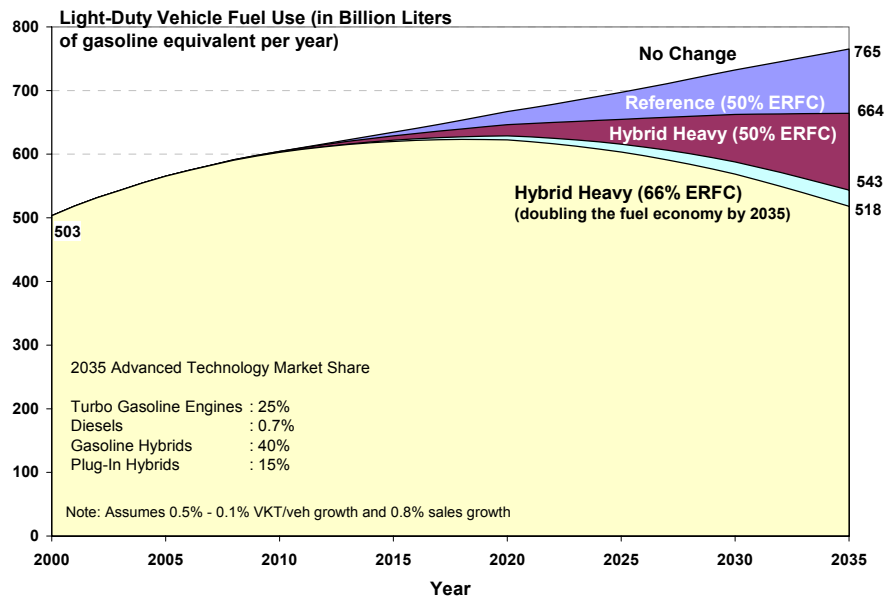 Light-Duty Vehicle Fuel Use (in Billion Liters
of gasoline equivalent per year)
800
700
600
500
400
300
200
100
0
No Change
Reference (50% ERFC)
Hybrid Heavy (50% ERFC)
Hybrid Heavy (66% ERFC)
(doubling the fuel economy by 2035)
765
664
543
518
503
2035 Advanced Technology Market Share
Turbo Gasoline Engines : 25%
Diesels : 0.7%
Gasoline Hybrids : 40%
Plug-In Hybrids : 15%
Note: Assumes 0.5% - 0.1% VKT/veh growth and 0.8% sales growth
2000 2005 2010 2015 2020 2025 2030 2035
Year